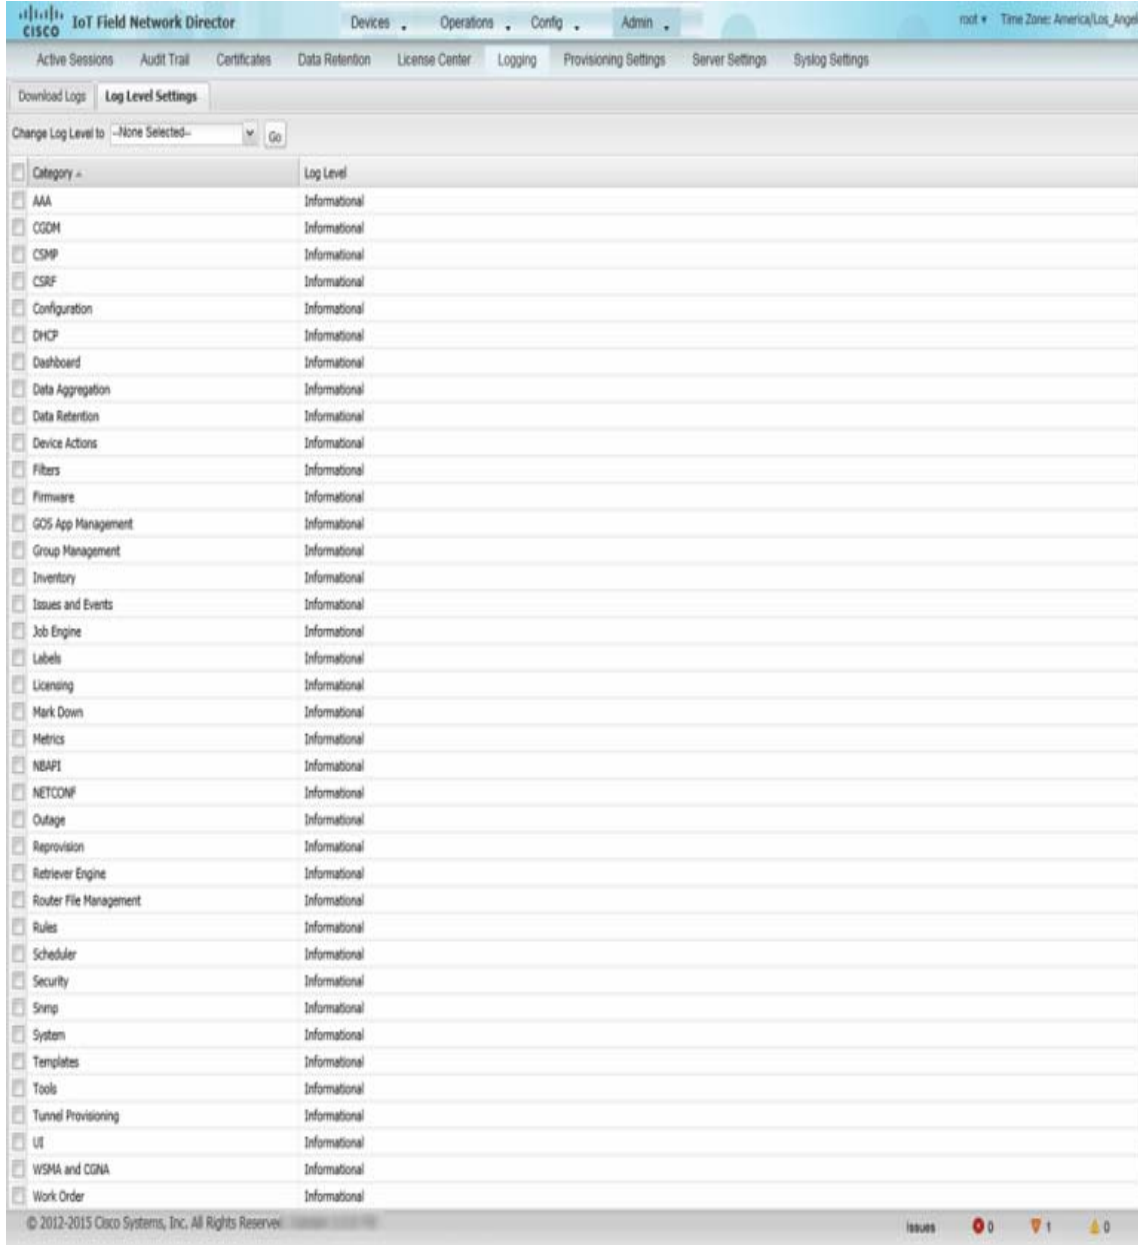 CISCO IoT Field Network Director Devices Operations Config Admin root Time Zone: America/Los_Angel
Active Sessions Audit Trail Certificates Data Retention License Center Logging Provisioning Settings Server Settings Syslog Settings
Download Logs Log Level Settings
Change Log Level to --None Selected-- Go
Category Log Level
AAA Informational
CGDM Informational
CSMP Informational
CSRF Informational
Configuration Informational
DHCP Informational
Dashboard Informational
Data Aggregation Informational
Data Retention Informational
Device Actions Informational
Filters Informational
Firmware Informational
GOS App Management Informational
Group Management Informational
Inventory Informational
Issues and Events Informational
Job Engine Informational
Labels Informational
Licensing Informational
Mark Down Informational
Metrics Informational
NBAPI Informational
NETCONF Informational
Outage Informational
Reprovision Informational
Retriever Engine Informational
Router File Management Informational
Rules Informational
Scheduler Informational
Security Informational
Snmp Informational
System Informational
Templates Informational
Tools Informational
Tunnel Provisioning Informational
UI Informational
WSMA and CGNA Informational
Work Order Informational
© 2012-2015 Cisco Systems, Inc. All Rights Reserve Issues 0 1 0